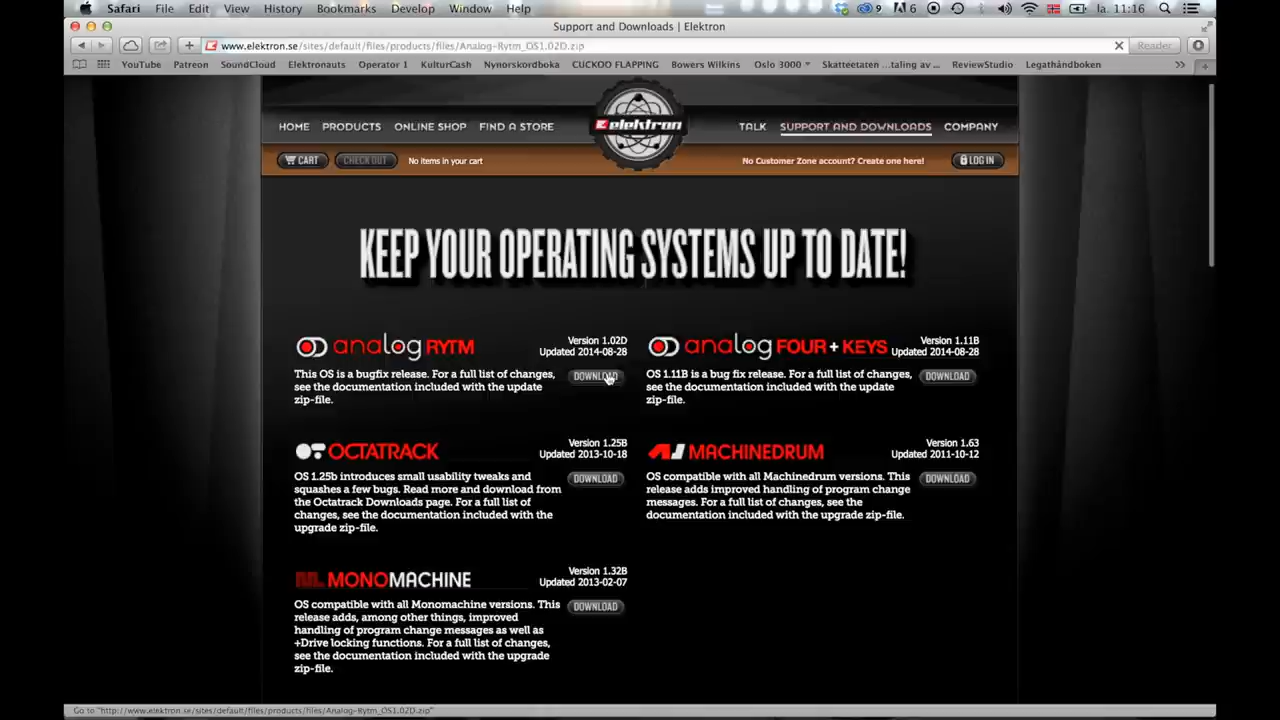 Safari File Edit View History Bookmarks Develop Window Help
9 6 la. 11:16
Support and Downloads | Elektron
www.elektron.se/sites/default/files/products/files/Analog-Rytm_OS1.02D.zip
Reader
YouTube Patreon SoundCloud Elektronauts Operator 1 KulturCash Nynorskordboka CUCKOO FLAPPING Bowers Wilkins Oslo 3000 Skatteetaten ...taling av ... ReviewStudio Legathåndboken
HOME PRODUCTS ONLINE SHOP FIND A STORE
elektron
TALK SUPPORT AND DOWNLOADS COMPANY
CART CHECK OUT No items in your cart
No Customer Zone account? Create one here! LOG IN
KEEP YOUR OPERATING SYSTEMS UP TO DATE!
analog RYTM
Version 1.02D
Updated 2014-08-28
This OS is a bugfix release. For a full list of changes,
see the documentation included with the update
zip-file.
DOWNLOAD
analog FOUR + KEYS
Version 1.11B
Updated 2014-08-28
OS 1.11B is a bug fix release. For a full list of
changes, see the documentation included with the
update zip-file.
DOWNLOAD
OCTATRACK
Version 1.25B
Updated 2013-10-18
OS 1.25b introduces small usability tweaks and
squashes a few bugs. Read more and download from
the Octatrack Downloads page. For a full list of
changes, see the documentation included with the
upgrade zip-file.
DOWNLOAD
MACHINEDRUM
Version 1.63
Updated 2011-10-12
OS compatible with all Machinedrum versions. This
release adds improved handling of program change
messages. For a full list of changes, see the
documentation included with the upgrade zip-file.
DOWNLOAD
MONOMACHINE
Version 1.32B
Updated 2013-02-07
OS compatible with all Monomachine versions. This
release adds, among other things, improved
handling of program change messages as well as
+Drive locking functions. For a full list of changes,
see the documentation included with the upgrade
zip-file.
DOWNLOAD
Go to "http://www.elektron.se/sites/default/files/products/files/Analog-Rytm_OS1.02D.zip"